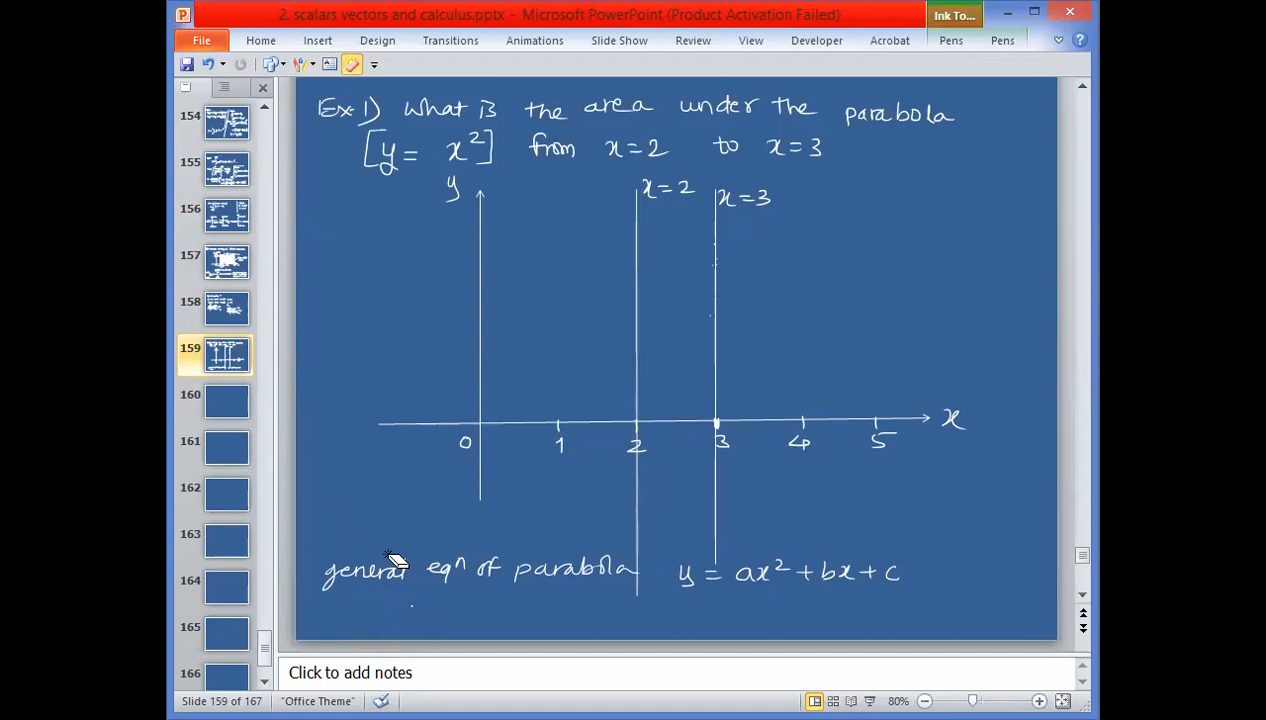 2. scalars vectors and calculus.pptx - Microsoft PowerPoint (Product Activation Failed)
Ink To...
File Home Insert Design Transitions Animations Slide Show Review View Developer Acrobat Pens Pens
Ex 1) What is the area under the parabola
[y = x²] from x = 2 to x = 3
y
x = 2
x = 3
x
0 1 2 3 4 5
general eqⁿ of parabola y = ax² + bx + c
154
155
156
157
158
159
160
161
162
163
164
165
166
Click to add notes
Slide 159 of 167 "Office Theme" 80%